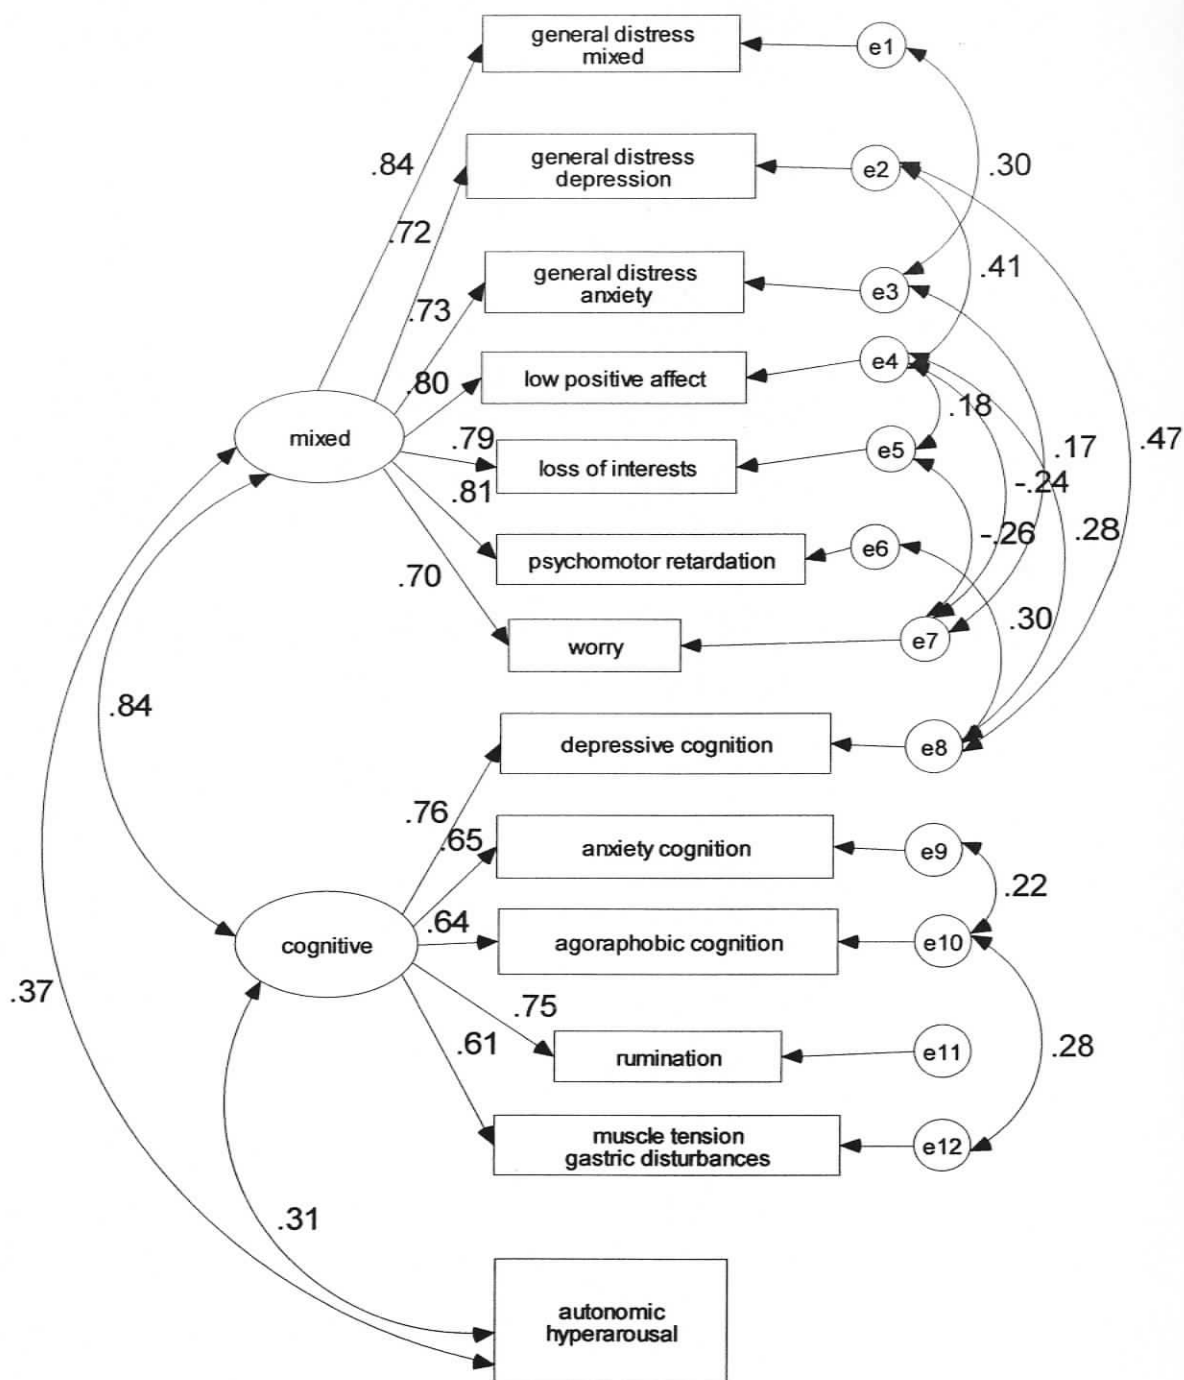 general distress
mixed
e1
.84
general distress
depression
e2
.30
.72
general distress
anxiety
e3
.41
.73
low positive affect
e4
.80
.18
mixed
.79
loss of interests
e5
.17
.47
-.24
.81
psychomotor retardation
e6
-.26
.28
.70
worry
e7
.30
.84
depressive cognition
e8
.76
.65
anxiety cognition
e9
.22
.64
cognitive
agoraphobic cognition
e10
.37
.75
.61
rumination
e11
.28
muscle tension
gastric disturbances
e12
.31
autonomic
hyperarousal